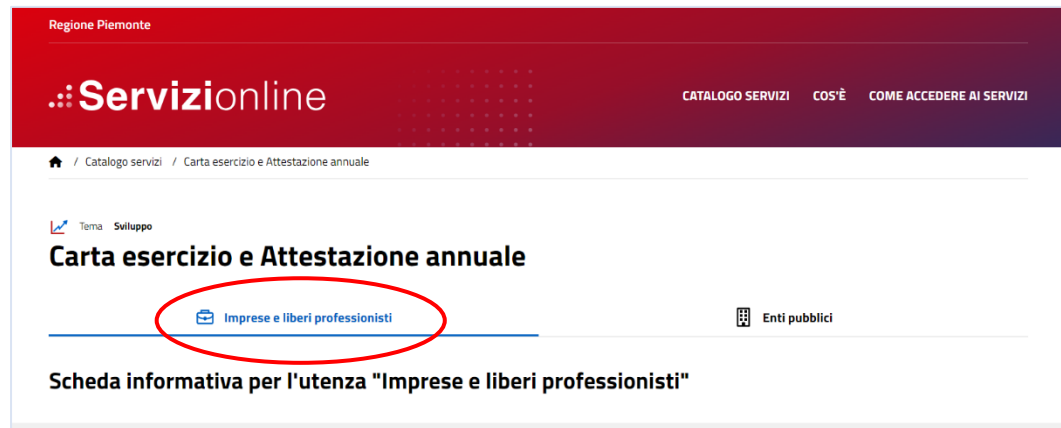 Regione Piemonte
Servizionline
CATALOGO SERVIZI COS'È COME ACCEDERE AI SERVIZI
/ Catalogo servizi / Carta esercizio e Attestazione annuale
Tema Sviluppo
Carta esercizio e Attestazione annuale
Imprese e liberi professionisti Enti pubblici
Scheda informativa per l'utenza "Imprese e liberi professionisti"